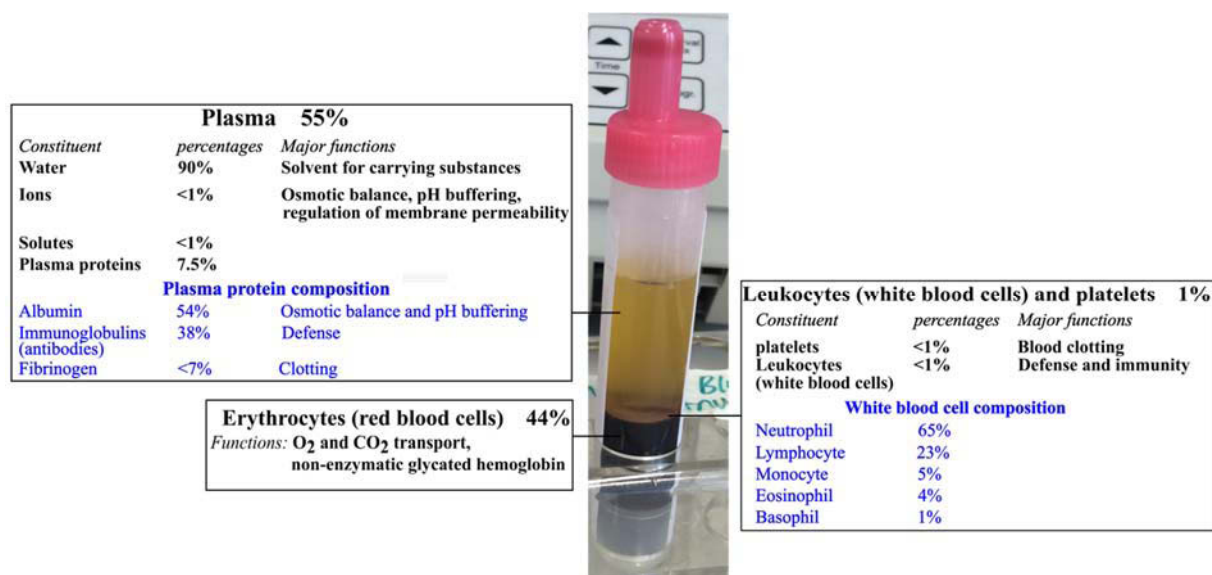 Plasma 55%
Constituent percentages Major functions
Water 90% Solvent for carrying substances
Ions <1% Osmotic balance, pH buffering,
regulation of membrane permeability
Solutes <1%
Plasma proteins 7.5%
Plasma protein composition
Albumin 54% Osmotic balance and pH buffering
Immunoglobulins 38% Defense
(antibodies)
Fibrinogen <7% Clotting
Erythrocytes (red blood cells) 44%
Functions: O2 and CO2 transport,
non-enzymatic glycated hemoglobin
Time
Leukocytes (white blood cells) and platelets 1%
Constituent percentages Major functions
platelets <1% Blood clotting
Leukocytes <1% Defense and immunity
(white blood cells)
White blood cell composition
Neutrophil 65%
Lymphocyte 23%
Monocyte 5%
Eosinophil 4%
Basophil 1%